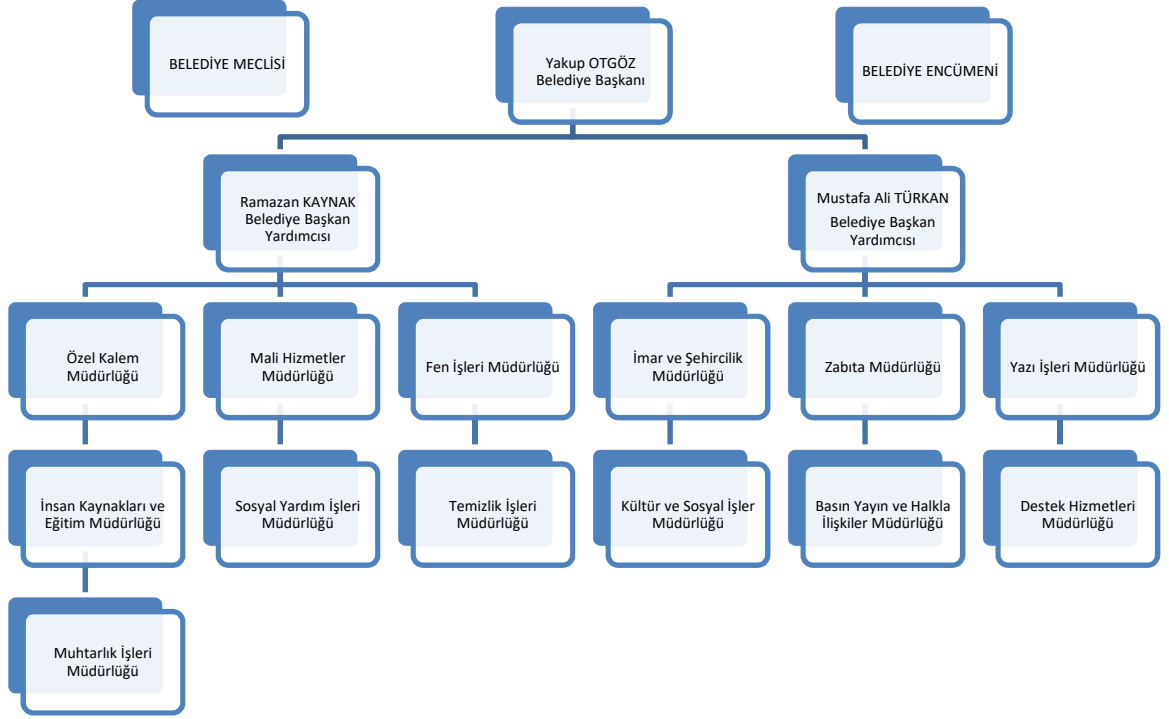 BELEDİYE MECLİSİ
Yakup OTGÖZ
Belediye Başkanı
BELEDİYE ENCÜMENİ
Ramazan KAYNAK
Belediye Başkan
Yardımcısı
Mustafa Ali TÜRKAN
Belediye Başkan
Yardımcısı
Özel Kalem
Müdürlüğü
Mali Hizmetler
Müdürlüğü
Fen İşleri Müdürlüğü
İmar ve Şehircilik
Müdürlüğü
Zabıta Müdürlüğü
Yazı İşleri Müdürlüğü
İnsan Kaynakları ve
Eğitim Müdürlüğü
Sosyal Yardım İşleri
Müdürlüğü
Temizlik İşleri
Müdürlüğü
Kültür ve Sosyal İşler
Müdürlüğü
Basın Yayın ve Halkla
İlişkiler Müdürlüğü
Destek Hizmetleri
Müdürlüğü
Muhtarlık İşleri
Müdürlüğü